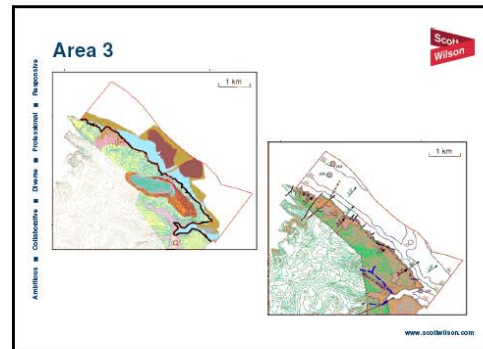 Area 3
Scott
Wilson
Ambitious ■ Collaborative ■ Diverse ■ Professional ■ Responsive
1 km
1 km
www.scottwilson.com